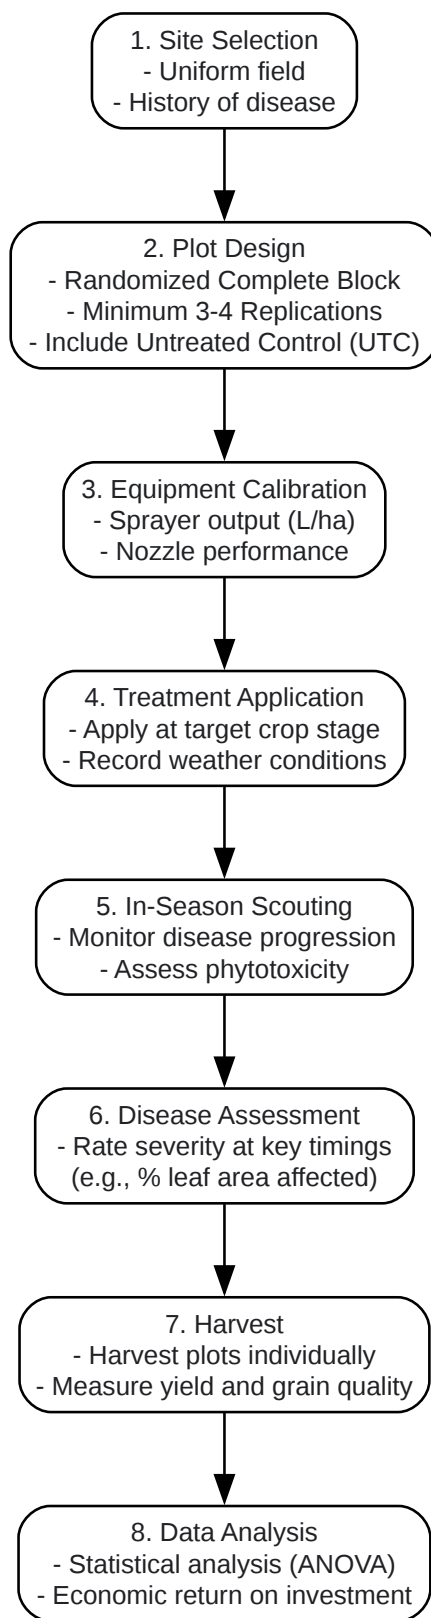 1. Site Selection
- Uniform field
- History of disease
2. Plot Design
- Randomized Complete Block
- Minimum 3-4 Replications
- Include Untreated Control (UTC)
3. Equipment Calibration
- Sprayer output (L/ha)
- Nozzle performance
4. Treatment Application
- Apply at target crop stage
- Record weather conditions
5. In-Season Scouting
- Monitor disease progression
- Assess phytotoxicity
6. Disease Assessment
- Rate severity at key timings
(e.g., % leaf area affected)
7. Harvest
- Harvest plots individually
- Measure yield and grain quality
8. Data Analysis
- Statistical analysis (ANOVA)
- Economic return on investment